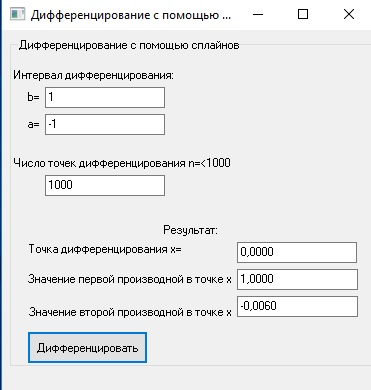 Дифференцирование с помощью ...
Дифференцирование с помощью сплайнов
Интервал дифференцирования:
b= 1
a= -1
Число точек дифференцирования n=<1000
1000
Результат:
Точка дифференцирования x= 0,0000
Значение первой производной в точке x 1,0000
Значение второй производной в точке x -0,0060
Дифференцировать